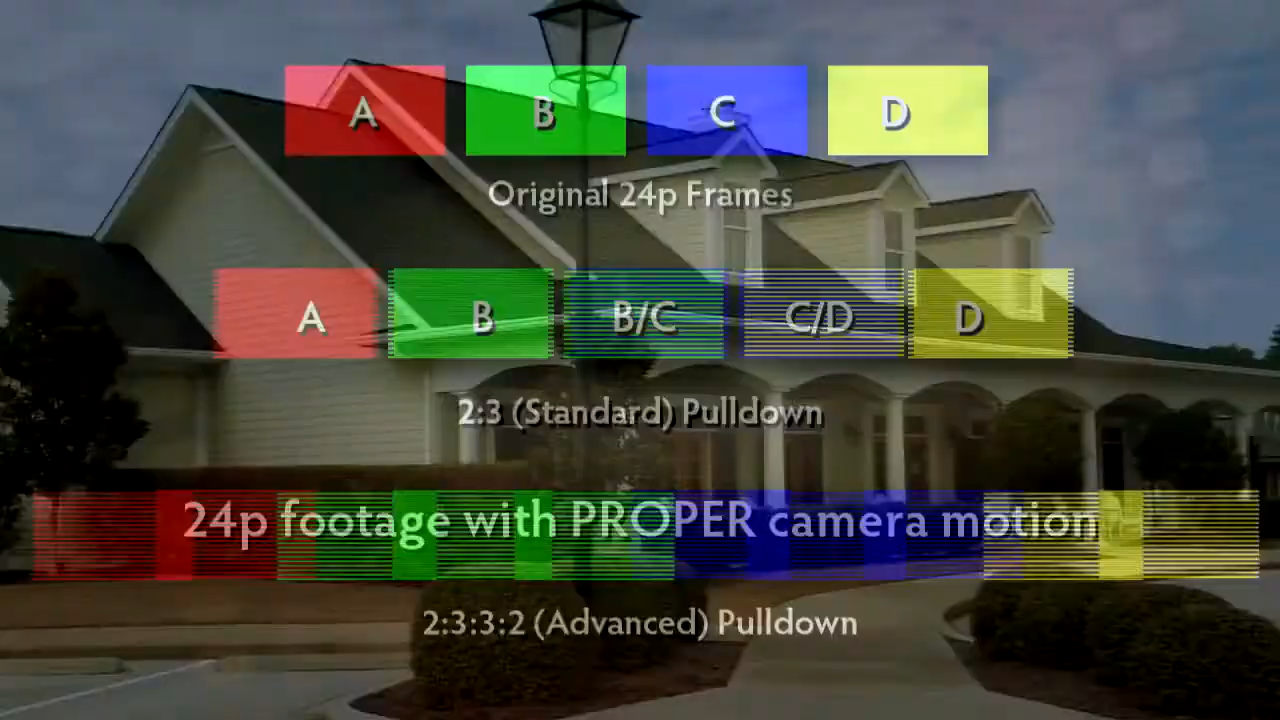 A B C D
Original 24p Frames
A B B/C C/D D
2:3 (Standard) Pulldown
24p footage with PROPER camera motion
2:3:3:2 (Advanced) Pulldown